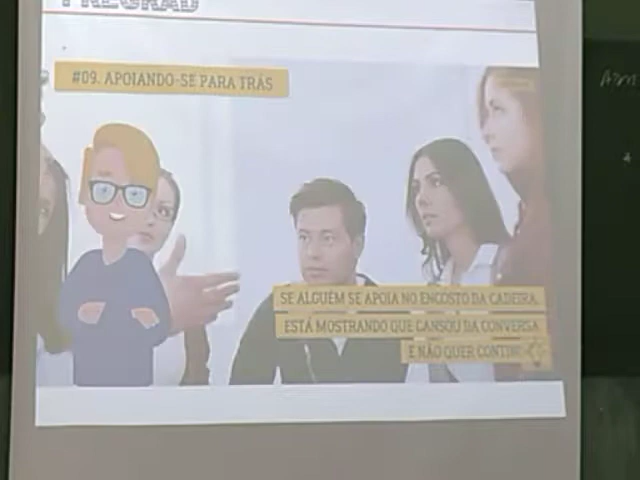 PREGRAD
#09. APOIANDO-SE PARA TRÁS
SE ALGUÉM SE APOIA NO ENCOSTO DA CADEIRA,
ESTÁ MOSTRANDO QUE CANSOU DA CONVERSA
E NÃO QUER